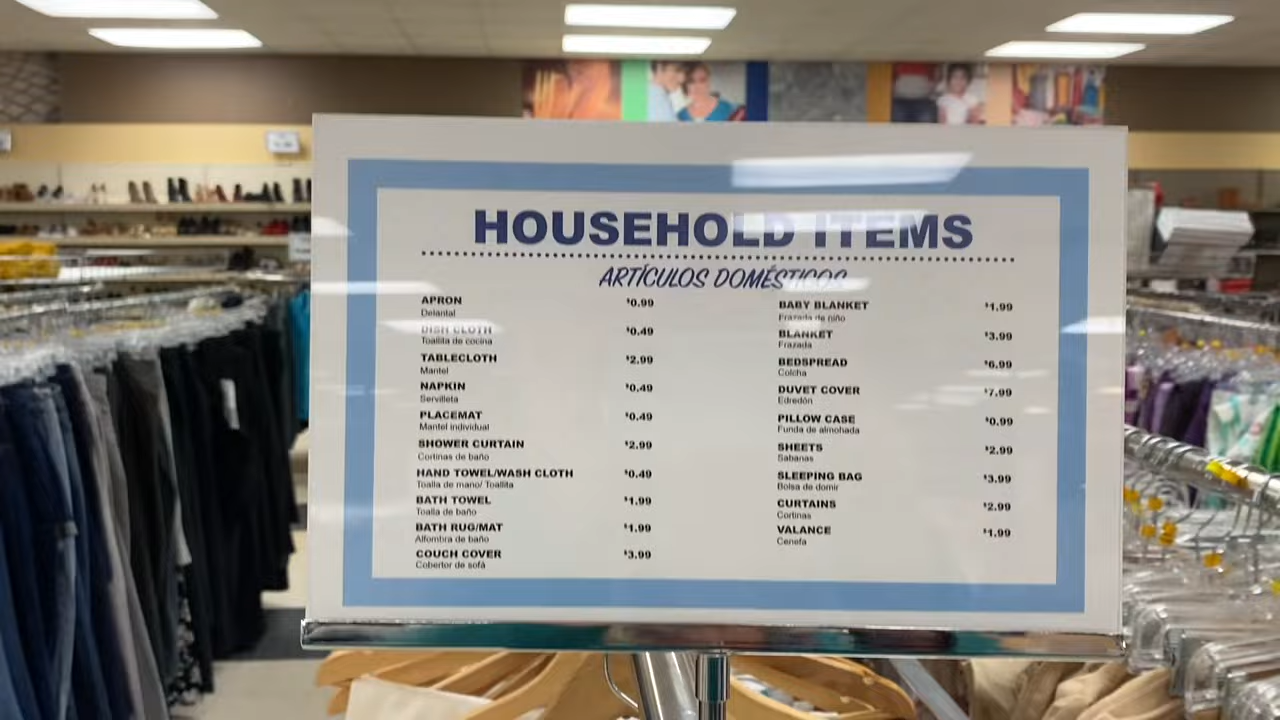 HOUSEHOLD ITEMS
ARTÍCULOS DOMÉSTICOS
APRON $0.99
Delantal
DISH CLOTH $0.49
Toallita de cocina
TABLECLOTH $2.99
Mantel
NAPKIN $0.49
Servilleta
PLACEMAT $0.49
Mantel individual
SHOWER CURTAIN $2.99
Cortinas de baño
HAND TOWEL/WASH CLOTH $0.49
Toalla de mano/ Toallita
BATH TOWEL $1.99
Toalla de baño
BATH RUG/MAT $1.99
Alfombra de baño
COUCH COVER $3.99
Cobertor de sofá
BABY BLANKET $1.99
Frazada de niño
BLANKET $3.99
Frazada
BEDSPREAD $6.99
Colcha
DUVET COVER $7.99
Edredón
PILLOW CASE $0.99
Funda de almohada
SHEETS $2.99
Sabanas
SLEEPING BAG $3.99
Bolsa de domir
CURTAINS $2.99
Cortinas
VALANCE $1.99
Cenefa